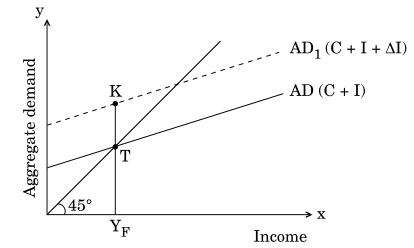 y
AD₁ (C + I + ΔI)
K
AD (C + I)
Aggregate demand
T
45°
x
Y_F
Income